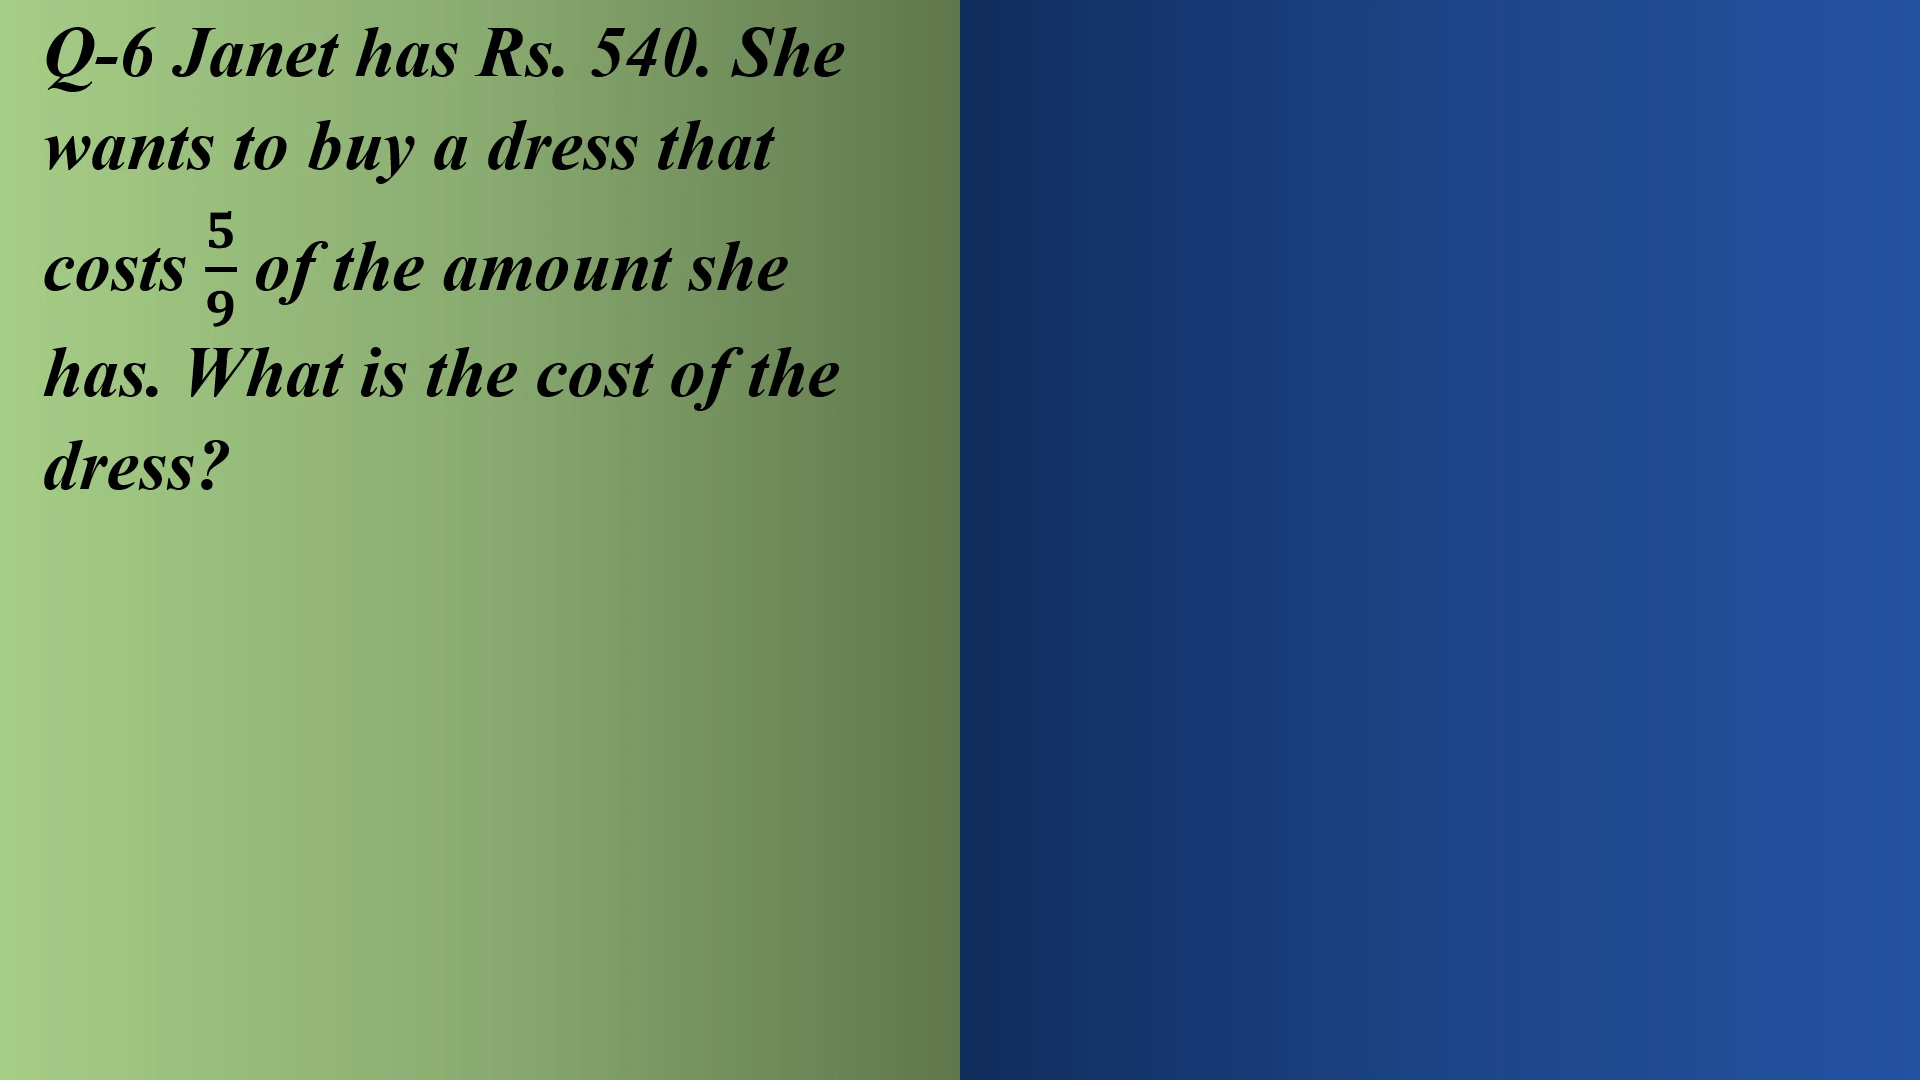 Q-6 Janet has Rs. 540. She
wants to buy a dress that
costs 5/9 of the amount she
has. What is the cost of the
dress?